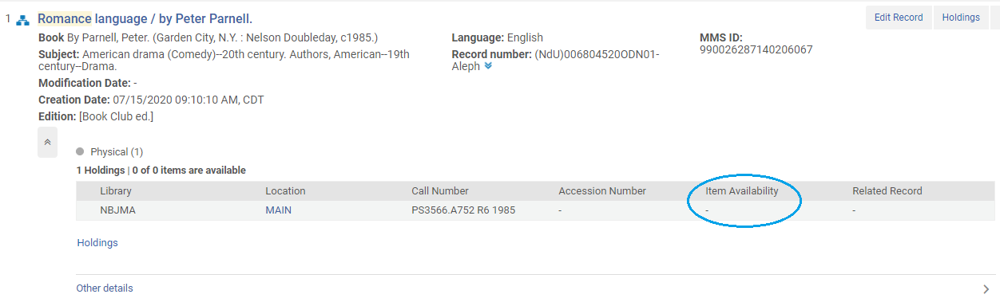 1 Romance language / by Peter Parnell. Edit Record Holdings
Book By Parnell, Peter. (Garden City, N.Y. : Nelson Doubleday, c1985.)
Subject: American drama (Comedy)--20th century. Authors, American--19th
century--Drama.
Modification Date: -
Creation Date: 07/15/2020 09:10:10 AM, CDT
Edition: [Book Club ed.]
Language: English
Record number: (NdU)006804520ODN01-
Aleph
MMS ID:
990026287140206067
Physical (1)
1 Holdings | 0 of 0 items are available
Library Location Call Number Accession Number Item Availability Related Record
NBJMA MAIN PS3566.A752 R6 1985 - - -
Holdings
Other details